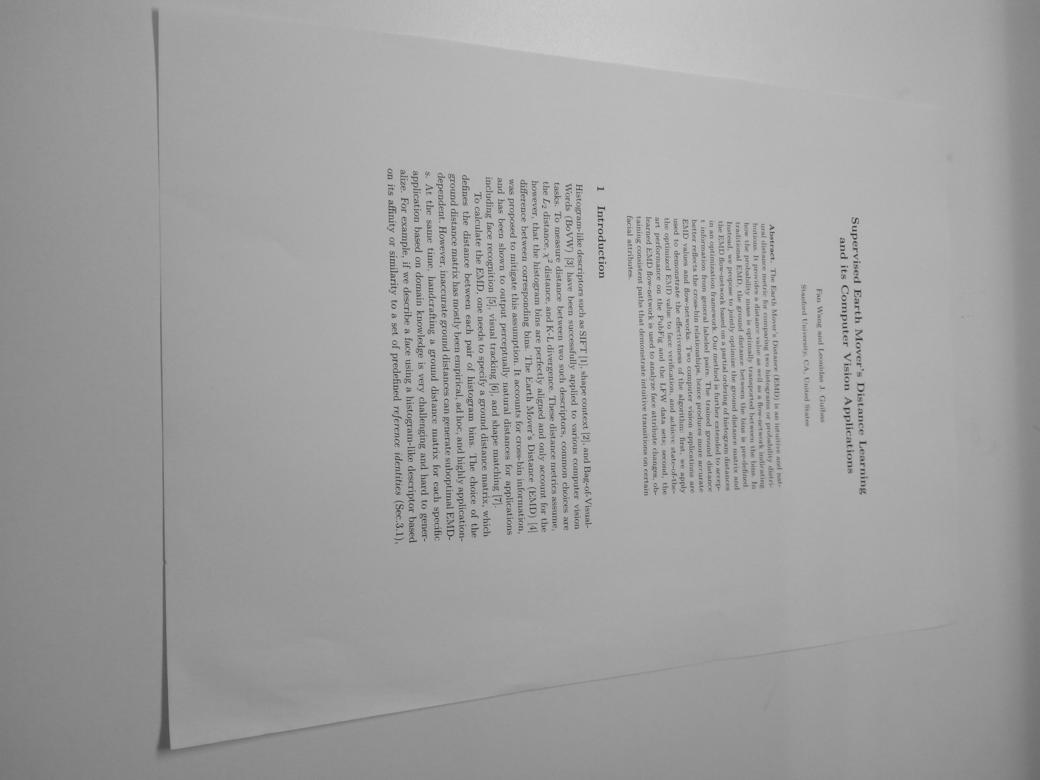 Supervised Earth Mover's Distance Learning
and its Computer Vision Applications
Fan Wang and Leonidas J. Guibas
Stanford University, CA, United States
Abstract. The Earth Mover's Distance (EMD) is an intuitive and nat-
ural distance metric for comparing two histograms or probability distri-
butions. It provides a distance value as well as a flow-network indicating
how the probability mass is optimally transported between the bins. In
traditional EMD, the ground distance between the bins is pre-defined.
Instead, we propose to jointly optimize the ground distance matrix and
the EMD flow-network based on a partial ordering of histogram distances
in an optimization framework. Our method is further extended to accep-
t information from general labeled pairs. The trained ground distance
better reflects the cross-bin relationships, hence produces more accurate
EMD values and flow-networks. Two computer vision applications are
used to demonstrate the effectiveness of the algorithm: first, we apply
the optimized EMD value to face verification, and achieve state-of-the-
art performance on the PubFig and the LFW data sets; second, the
learned EMD flow-network is used to analyze face attribute changes, ob-
taining consistent paths that demonstrate intuitive transitions on certain
facial attributes.
1 Introduction
Histogram-like descriptors such as SIFT [1], shape context [2], and Bag-of-Visual-
Words (BoVW) [3] have been successfully applied to various computer vision
tasks. To measure distance between two such descriptors, common choices are
the L2 distance, χ² distance, and K-L divergence. These distance metrics assume,
however, that the histogram bins are perfectly aligned and only account for the
difference between corresponding bins. The Earth Mover's Distance (EMD) [4]
was proposed to mitigate this assumption. It accounts for cross-bin information,
and has been shown to output perceptually natural distances for applications
including face recognition [5], visual tracking [6], and shape matching [7].
To calculate the EMD, one needs to specify a ground distance matrix, which
defines the distance between each pair of histogram bins. The choice of the
ground distance matrix has mostly been empirical, ad hoc, and highly application-
dependent. However, inaccurate ground distances can generate suboptimal EMD-
s. At the same time, handcrafting a ground distance matrix for each specific
application based on domain knowledge is very challenging and hard to gener-
alize. For example, if we describe a face using a histogram-like descriptor based
on its affinity or similarity to a set of predefined reference identities (Sec.3.1),